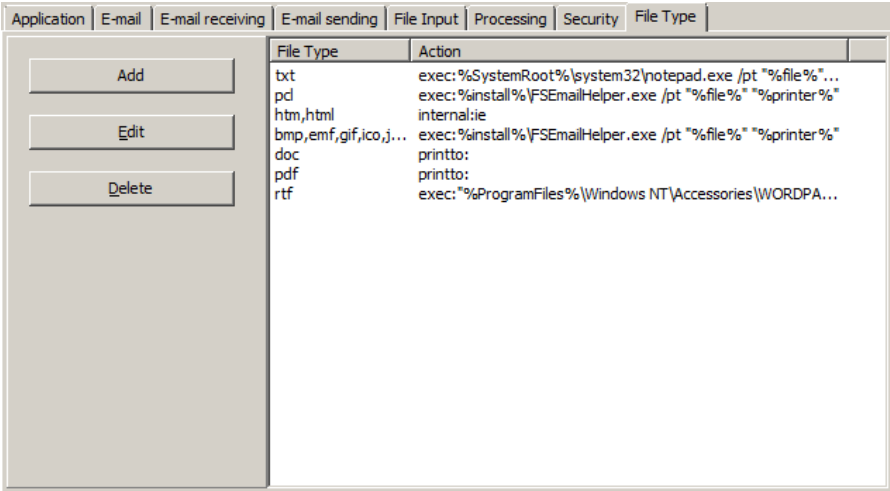 Application E-mail E-mail receiving E-mail sending File Input Processing Security File Type
Add
Edit
Delete
File Type Action
txt exec:%SystemRoot%\system32\notepad.exe /pt "%file%"...
pcl exec:%install%\FSEmailHelper.exe /pt "%file%" "%printer%"
htm,html internal:ie
bmp,emf,gif,ico,j... exec:%install%\FSEmailHelper.exe /pt "%file%" "%printer%"
doc printto:
pdf printto:
rtf exec:"%ProgramFiles%\Windows NT\Accessories\WORDPA...